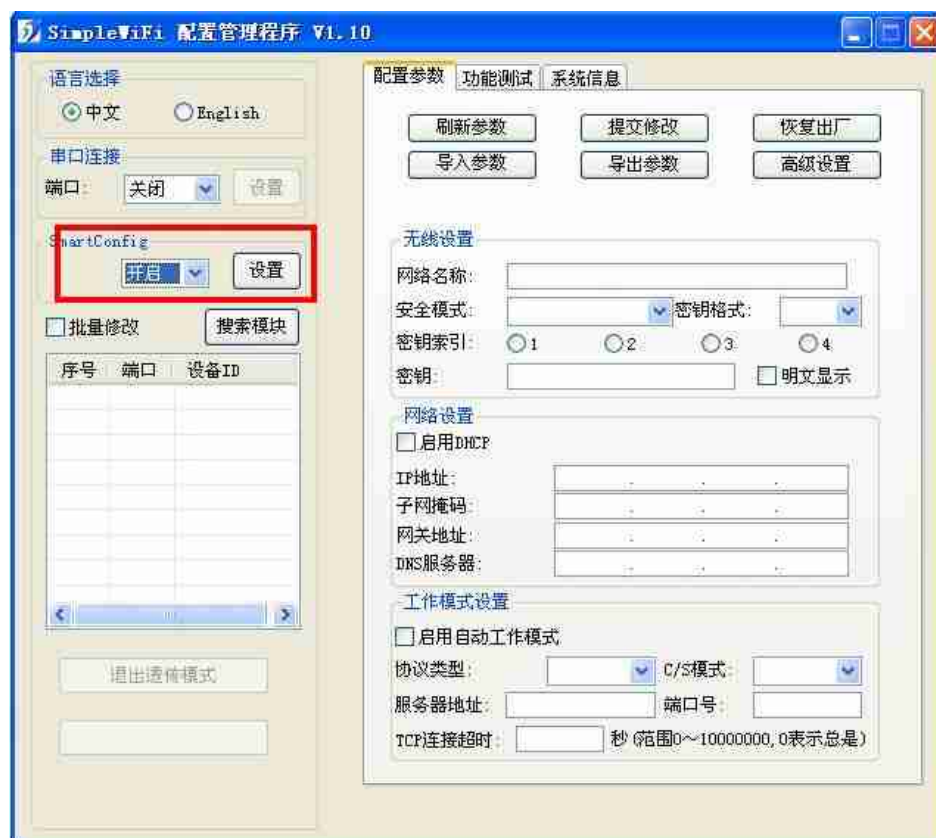 SimpleWiFi 配置管理程序 V1.10
语言选择
中文 English
串口连接
端口: 关闭 设置
SmartConfig
开启 设置
批量修改 搜索模块
序号 端口 设备ID
退出透传模式
配置参数 功能测试 系统信息
刷新参数 提交修改 恢复出厂
导入参数 导出参数 高级设置
无线设置
网络名称:
安全模式: 密钥格式:
密钥索引: 1 2 3 4
密钥: 明文显示
网络设置
启用DHCP
IP地址:
子网掩码:
网关地址:
DNS服务器:
工作模式设置
启用自动工作模式
协议类型: C/S模式:
服务器地址: 端口号:
TCP连接超时: 秒(范围0～10000000,0表示总是)